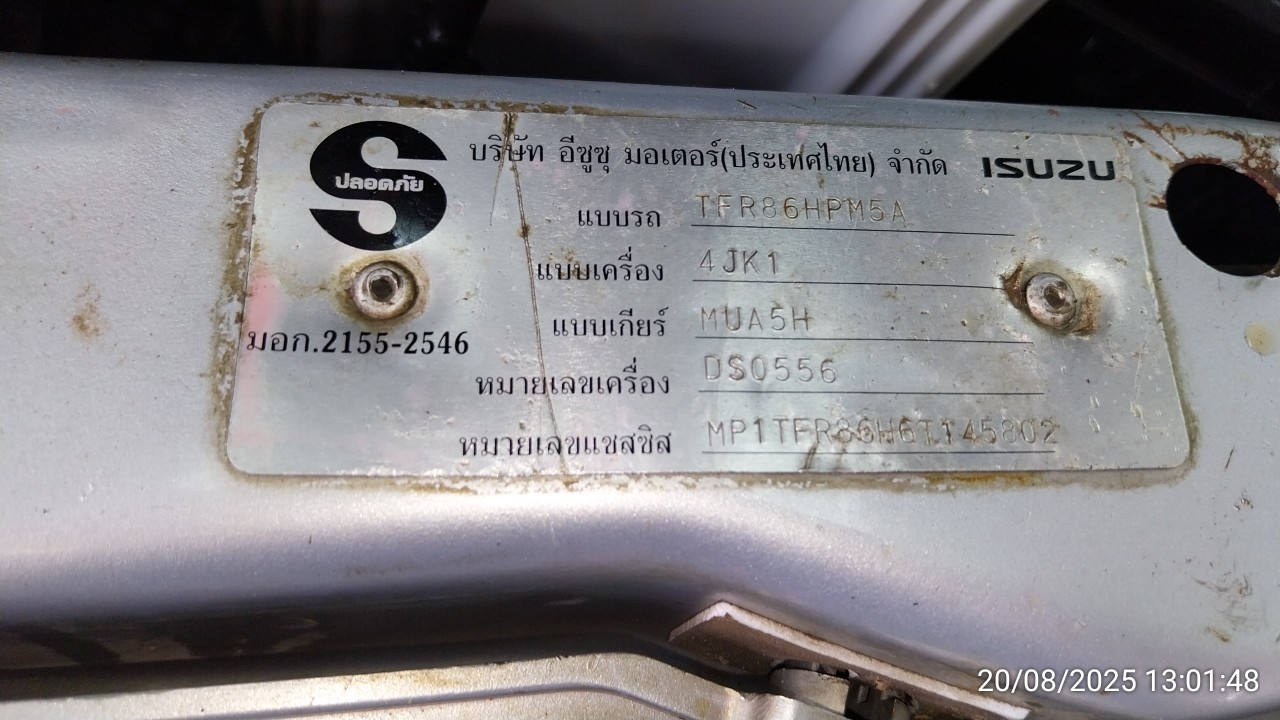 บริษัท อีซูซุ มอเตอร์(ประเทศไทย) จำกัด ISUZU
ปลอดภัย
แบบรถ TFR86HPM5A
แบบเครื่อง 4JK1
แบบเกียร์ MUA5H
มอก.2155-2546
หมายเลขเครื่อง DS0556
หมายเลขแชสซิส MP1TFR86H6T145802
20/08/2025 13:01:48